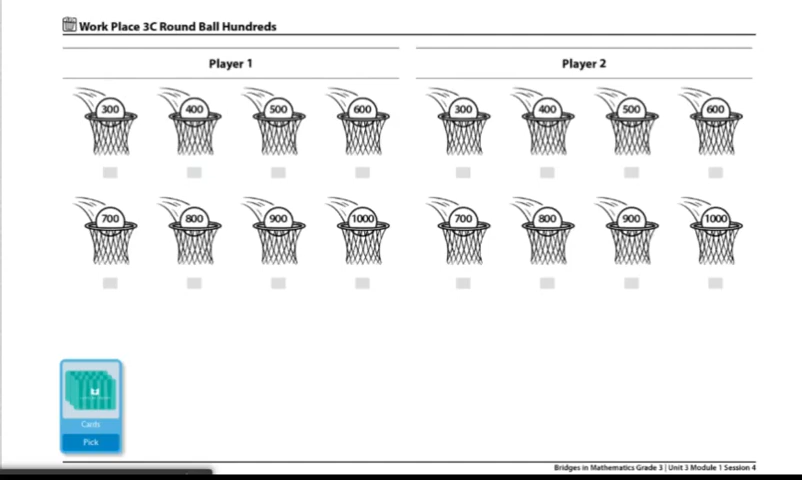 Work Place 3C Round Ball Hundreds
Player 1
Player 2
300 400 500 600 300 400 500 600
700 800 900 1000 700 800 900 1000
Cards
Pick
Bridges in Mathematics Grade 3 | Unit 3 Module 1 Session 4